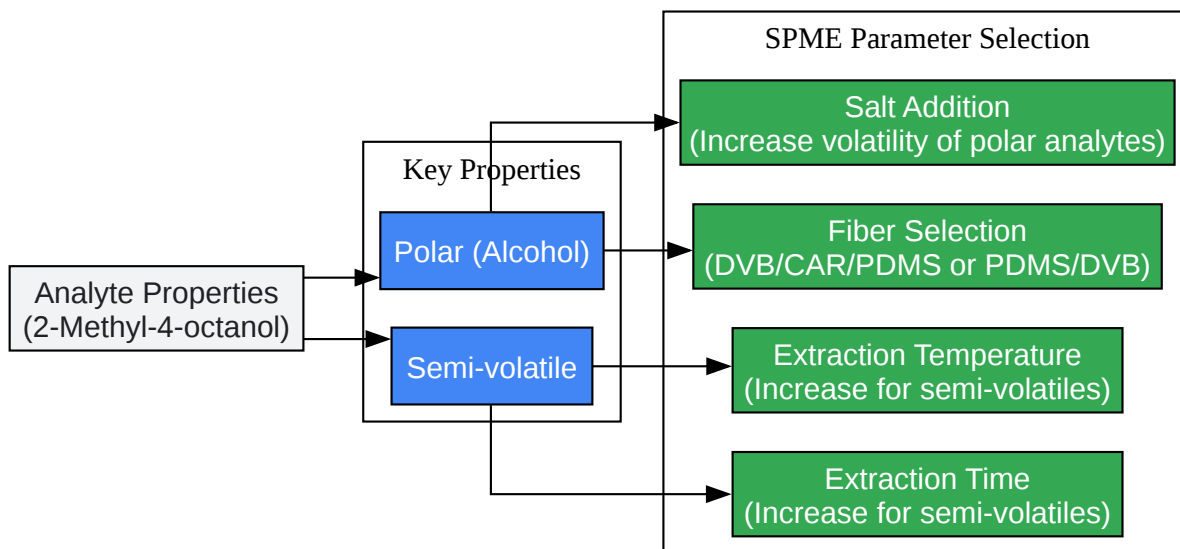 SPME Parameter Selection
Salt Addition
(Increase volatility of polar analytes)
Key Properties
Polar (Alcohol)
Fiber Selection
(DVB/CAR/PDMS or PDMS/DVB)
Analyte Properties
(2-Methyl-4-octanol)
Semi-volatile
Extraction Temperature
(Increase for semi-volatiles)
Extraction Time
(Increase for semi-volatiles)